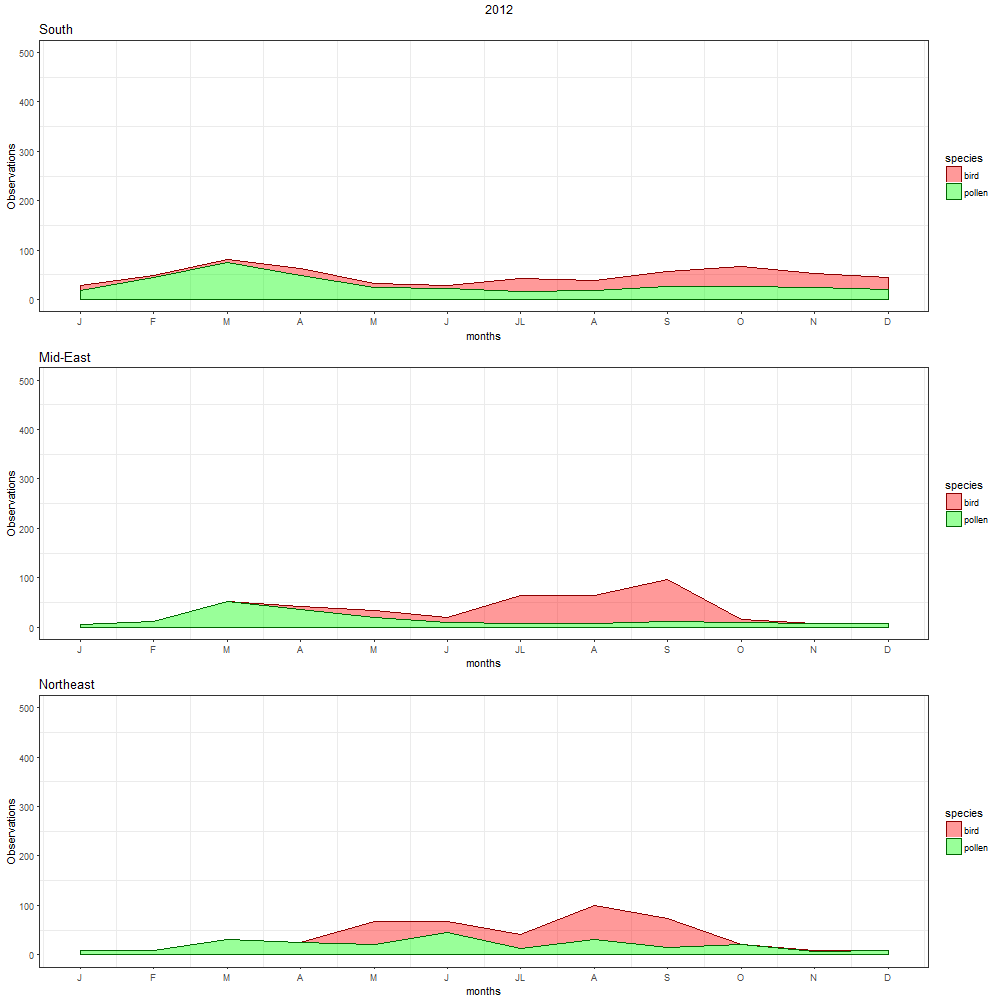 2012
South
Observations
500
400
300
200
100
0
J F M A M J JL A S O N D
months
species
bird
pollen
Mid-East
Observations
500
400
300
200
100
0
J F M A M J JL A S O N D
months
species
bird
pollen
Northeast
Observations
500
400
300
200
100
0
J F M A M J JL A S O N D
months
species
bird
pollen